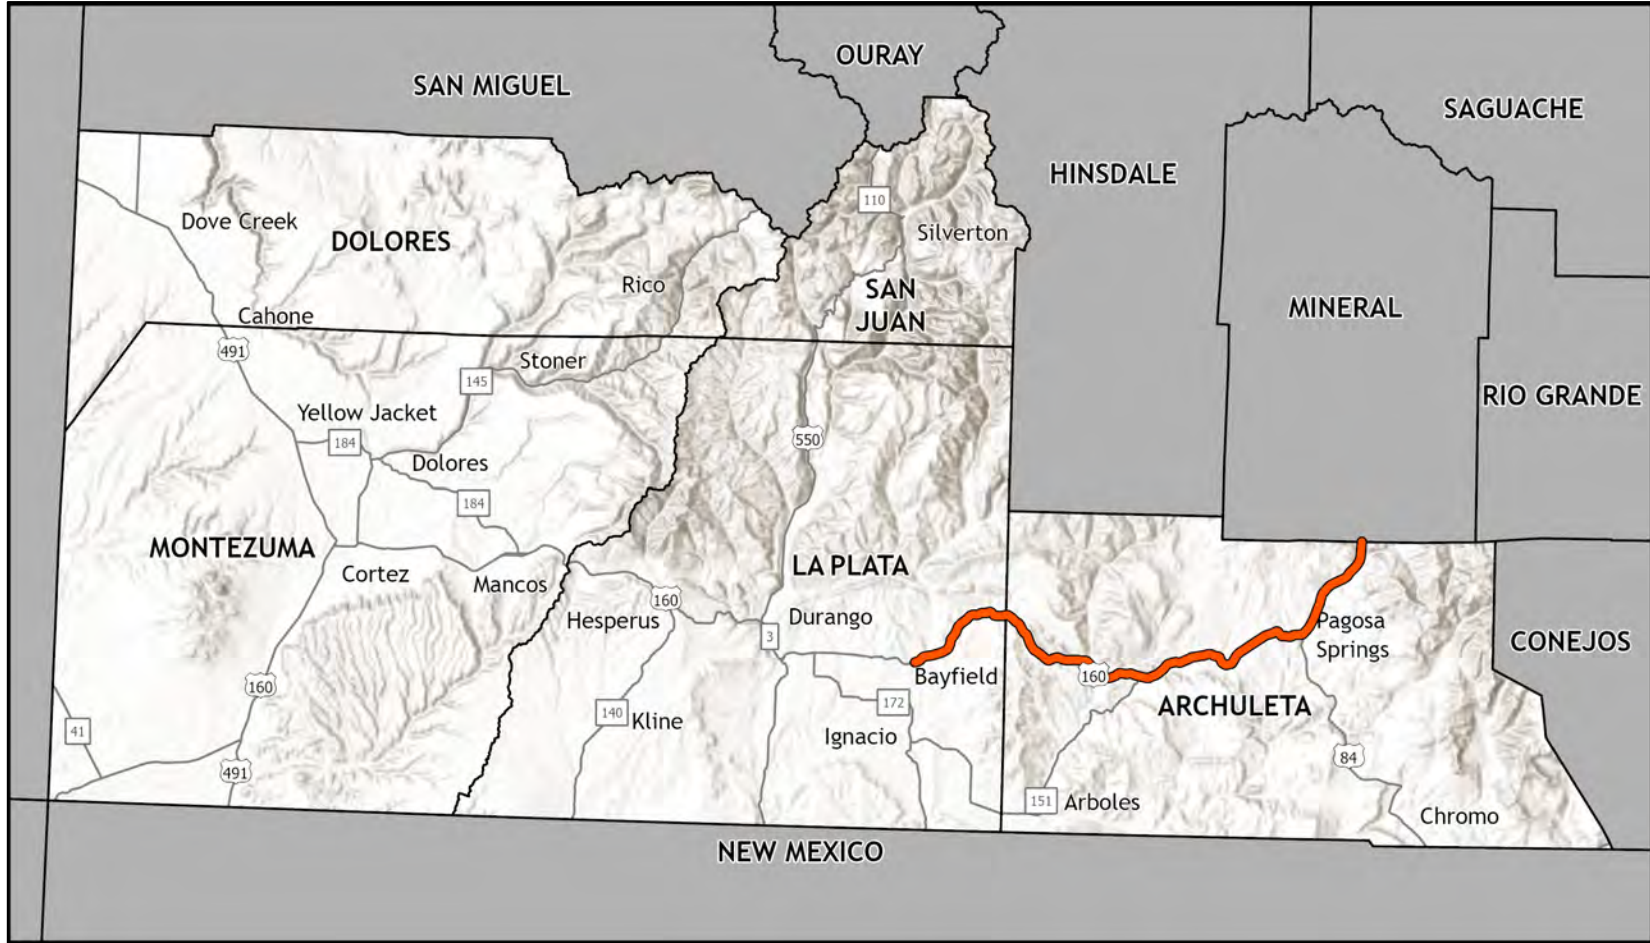 OURAY
SAN MIGUEL
SAGUACHE
HINSDALE
110
Dove Creek
DOLORES
Silverton
Rico
SAN
JUAN
MINERAL
Cahone
491
Stoner
145
RIO GRANDE
Yellow Jacket
184
550
Dolores
184
MONTEZUMA
LA PLATA
Cortez
Mancos
160
Hesperus
Durango
3
Pagosa
Springs
CONEJOS
Bayfield
160
160
172
ARCHULETA
140
Kline
41
Ignacio
84
491
151
Arboles
Chromo
NEW MEXICO